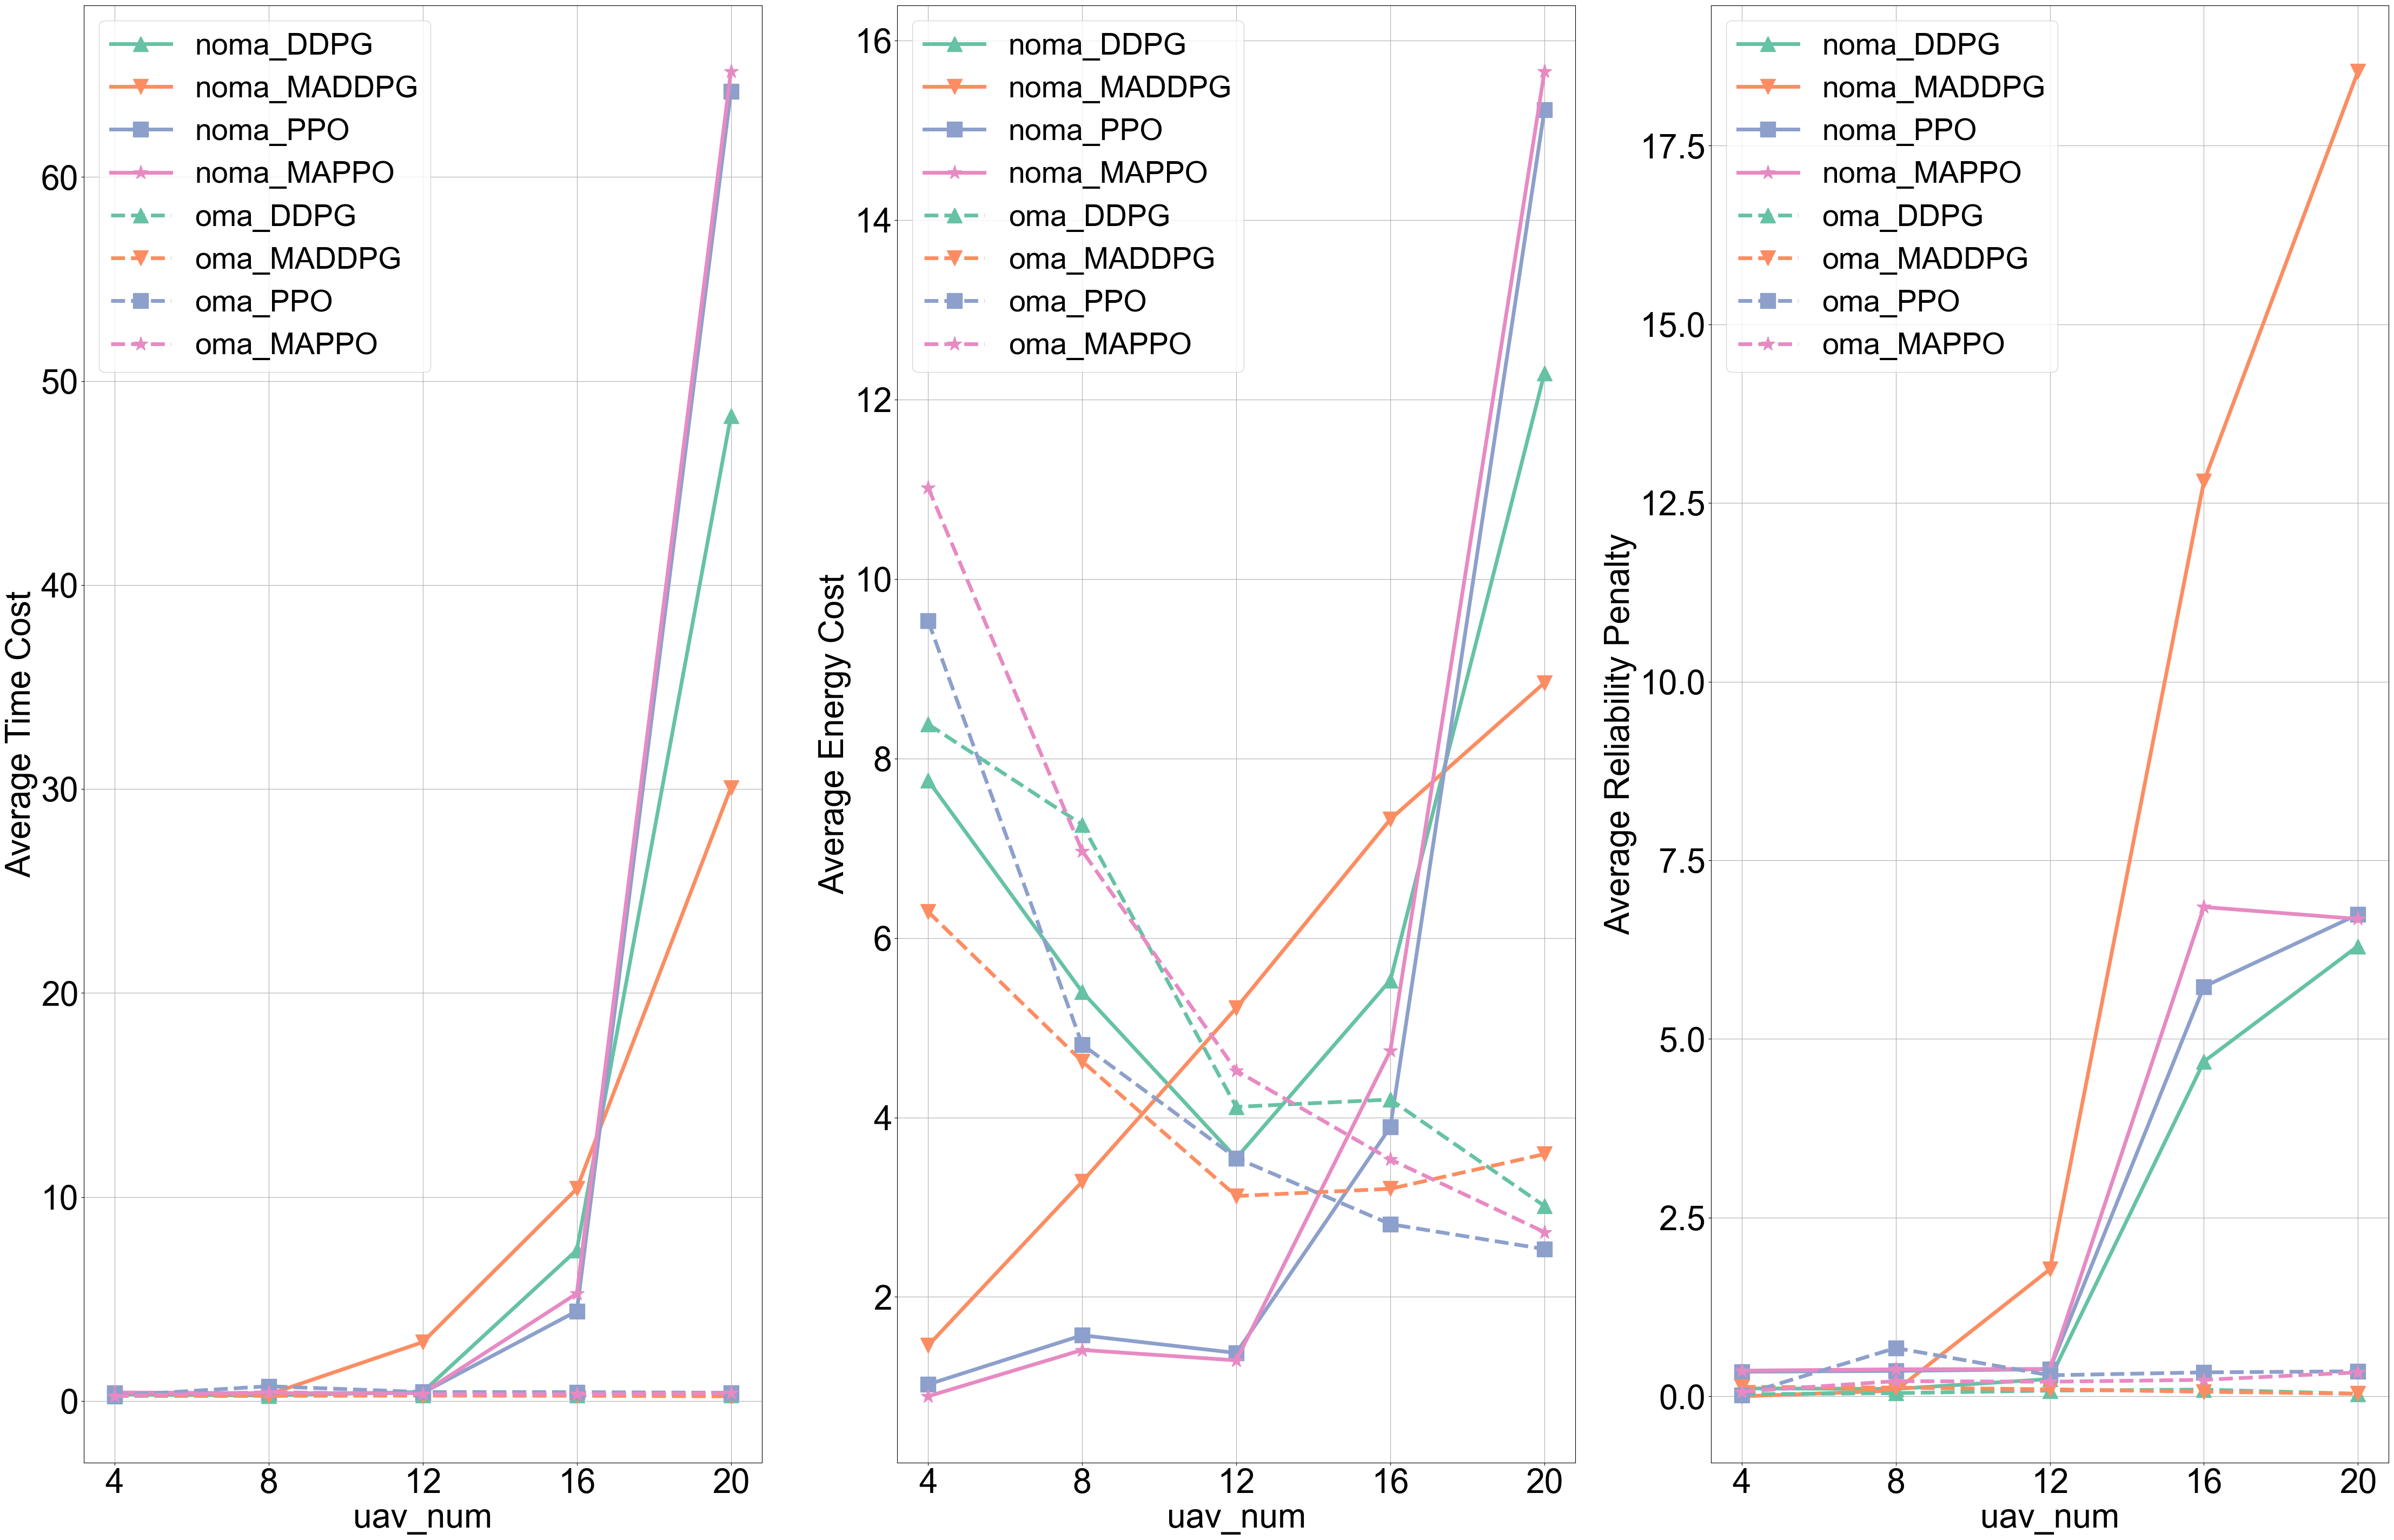 noma_DDPG
noma_MADDPG
noma_PPO
noma_MAPPO
oma_DDPG
oma_MADDPG
oma_PPO
oma_MAPPO
60
50
40
30
20
10
0
Average Time Cost
4 8 12 16 20
uav_num
noma_DDPG
noma_MADDPG
noma_PPO
noma_MAPPO
oma_DDPG
oma_MADDPG
oma_PPO
oma_MAPPO
16
14
12
10
8
6
4
2
Average Energy Cost
4 8 12 16 20
uav_num
noma_DDPG
noma_MADDPG
noma_PPO
noma_MAPPO
oma_DDPG
oma_MADDPG
oma_PPO
oma_MAPPO
17.5
15.0
12.5
10.0
7.5
5.0
2.5
0.0
Average Reliability Penalty
4 8 12 16 20
uav_num